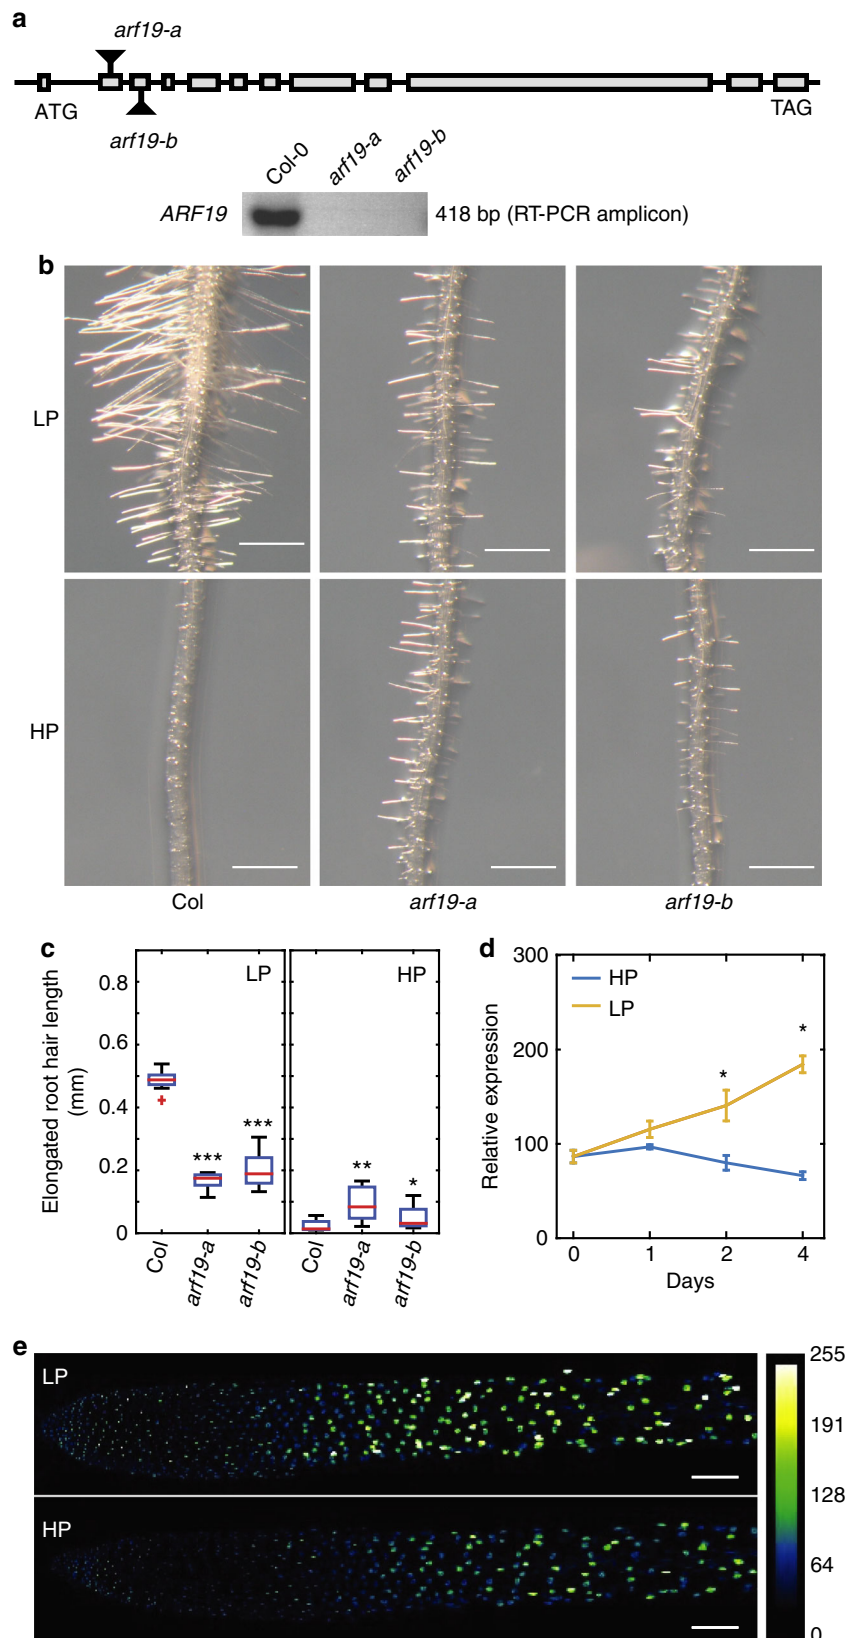 a
arf19-a
ATG
TAG
arf19-b
Col-0
arf19-a
arf19-b
ARF19
418 bp (RT-PCR amplicon)
b
LP
HP
Col
arf19-a
arf19-b
c
Elongated root hair length
(mm)
0.8
0.6
0.4
0.2
0
LP
HP
***
***
**
*
Col
arf19-a
arf19-b
Col
arf19-a
arf19-b
d
Relative expression
300
200
100
0
HP
LP
*
*
0
1
2
4
Days
e
LP
HP
255
191
128
64
0